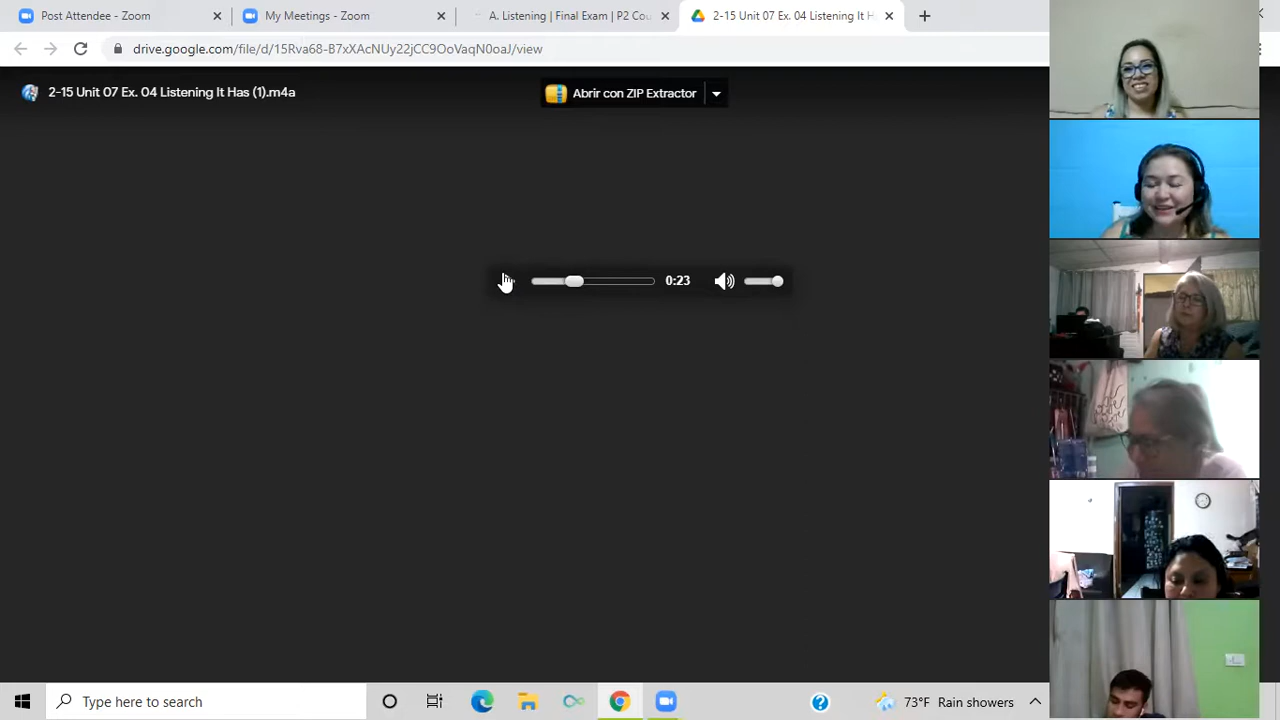 Post Attendee - Zoom
My Meetings - Zoom
A. Listening | Final Exam | P2 Cou
2-15 Unit 07 Ex. 04 Listening It H
drive.google.com/file/d/15Rva68-B7xXAcNUy22jCC9OoVaqN0oaJ/view
2-15 Unit 07 Ex. 04 Listening It Has (1).m4a
Abrir con ZIP Extractor
0:23
Type here to search
73°F Rain showers